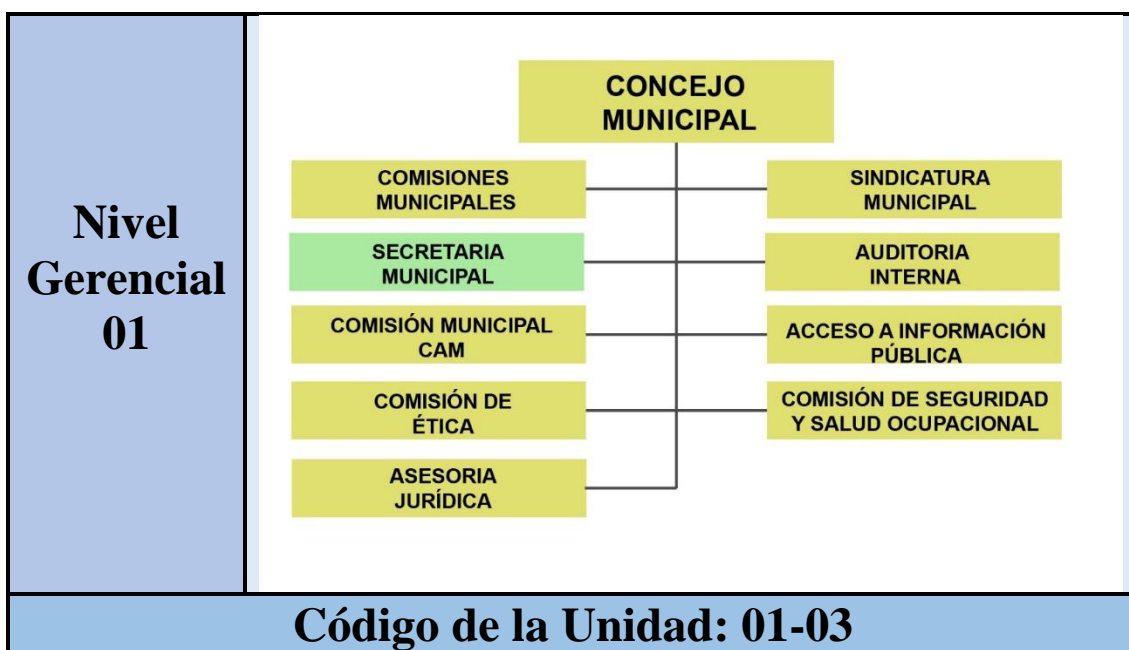 Nivel
Gerencial
01
CONCEJO
MUNICIPAL
COMISIONES
MUNICIPALES
SINDICATURA
MUNICIPAL
SECRETARIA
MUNICIPAL
AUDITORIA
INTERNA
COMISIÓN MUNICIPAL
CAM
ACCESO A INFORMACIÓN
PÚBLICA
COMISIÓN DE
ÉTICA
COMISIÓN DE SEGURIDAD
Y SALUD OCUPACIONAL
ASESORIA
JURÍDICA
Código de la Unidad: 01-03